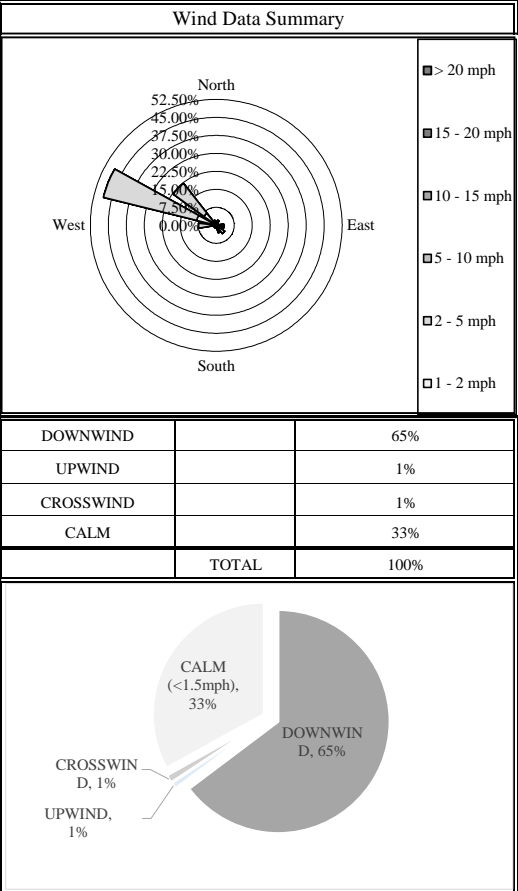 Wind Data Summary
North
52.50%
45.00%
37.50%
30.00%
22.50%
15.00%
7.50%
0.00%
West
East
South
> 20 mph
15 - 20 mph
10 - 15 mph
5 - 10 mph
2 - 5 mph
1 - 2 mph
DOWNWIND 65%
UPWIND 1%
CROSSWIND 1%
CALM 33%
TOTAL 100%
CALM
(<1.5mph),
33%
DOWNWIN
D, 65%
CROSSWIN
D, 1%
UPWIND,
1%